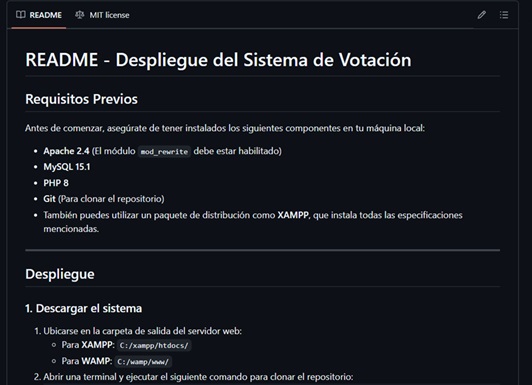 README
MIT license
README - Despliegue del Sistema de Votación
Requisitos Previos
Antes de comenzar, asegúrate de tener instalados los siguientes componentes en tu máquina local:
Apache 2.4 (El módulo mod_rewrite debe estar habilitado)
MySQL 15.1
PHP 8
Git (Para clonar el repositorio)
También puedes utilizar un paquete de distribución como XAMPP, que instala todas las especificaciones
mencionadas.
Despliegue
1. Descargar el sistema
1. Ubicarse en la carpeta de salida del servidor web:
Para XAMPP: C:/xampp/htdocs/
Para WAMP: C:/wamp/www/
2. Abrir una terminal y ejecutar el siguiente comando para clonar el repositorio: